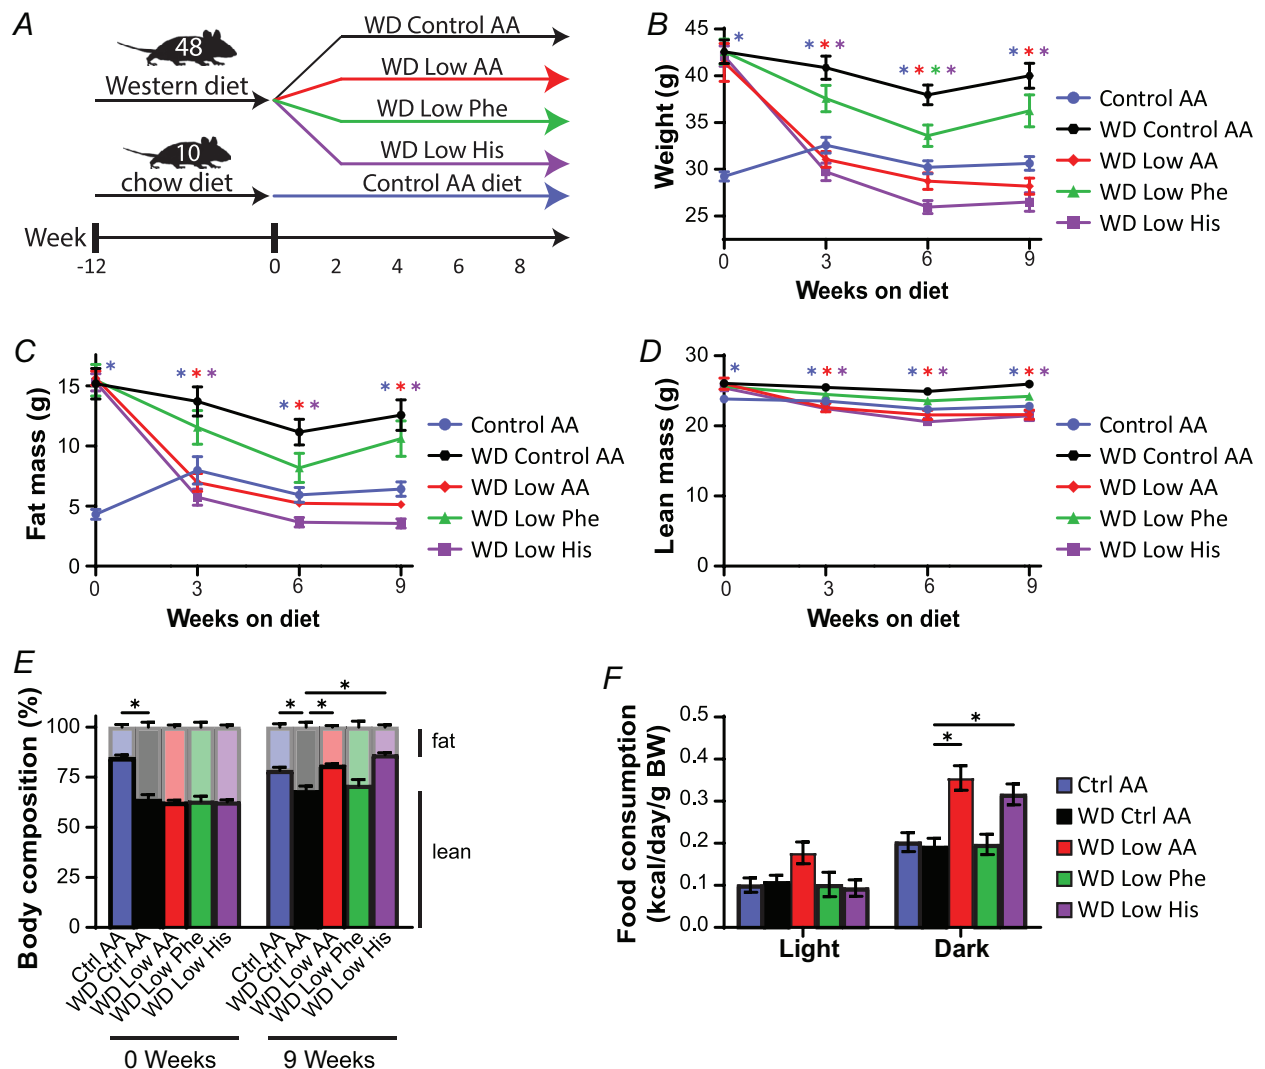 A
48
Western diet
10
chow diet
WD Control AA
WD Low AA
WD Low Phe
WD Low His
Control AA diet
Week
-12 0 2 4 6 8
B
Weight (g)
45
40
35
30
25
0 3 6 9
Weeks on diet
* * * * * * * * * * *
Control AA
WD Control AA
WD Low AA
WD Low Phe
WD Low His
C
Fat mass (g)
15
10
5
0
0 3 6 9
Weeks on diet
* * * * * * * * * *
Control AA
WD Control AA
WD Low AA
WD Low Phe
WD Low His
D
Lean mass (g)
30
20
10
0
0 3 6 9
Weeks on diet
* * * * * * * * * *
Control AA
WD Control AA
WD Low AA
WD Low Phe
WD Low His
E
Body composition (%)
100
75
50
25
0
* * * *
fat
lean
Ctrl AA
WD Ctrl AA
WD Low AA
WD Low Phe
WD Low His
Ctrl AA
WD Ctrl AA
WD Low AA
WD Low Phe
WD Low His
0 Weeks
9 Weeks
F
Food consumption
(kcal/day/g BW)
0.5
0.4
0.3
0.2
0.1
0.0
* *
Light Dark
Ctrl AA
WD Ctrl AA
WD Low AA
WD Low Phe
WD Low His